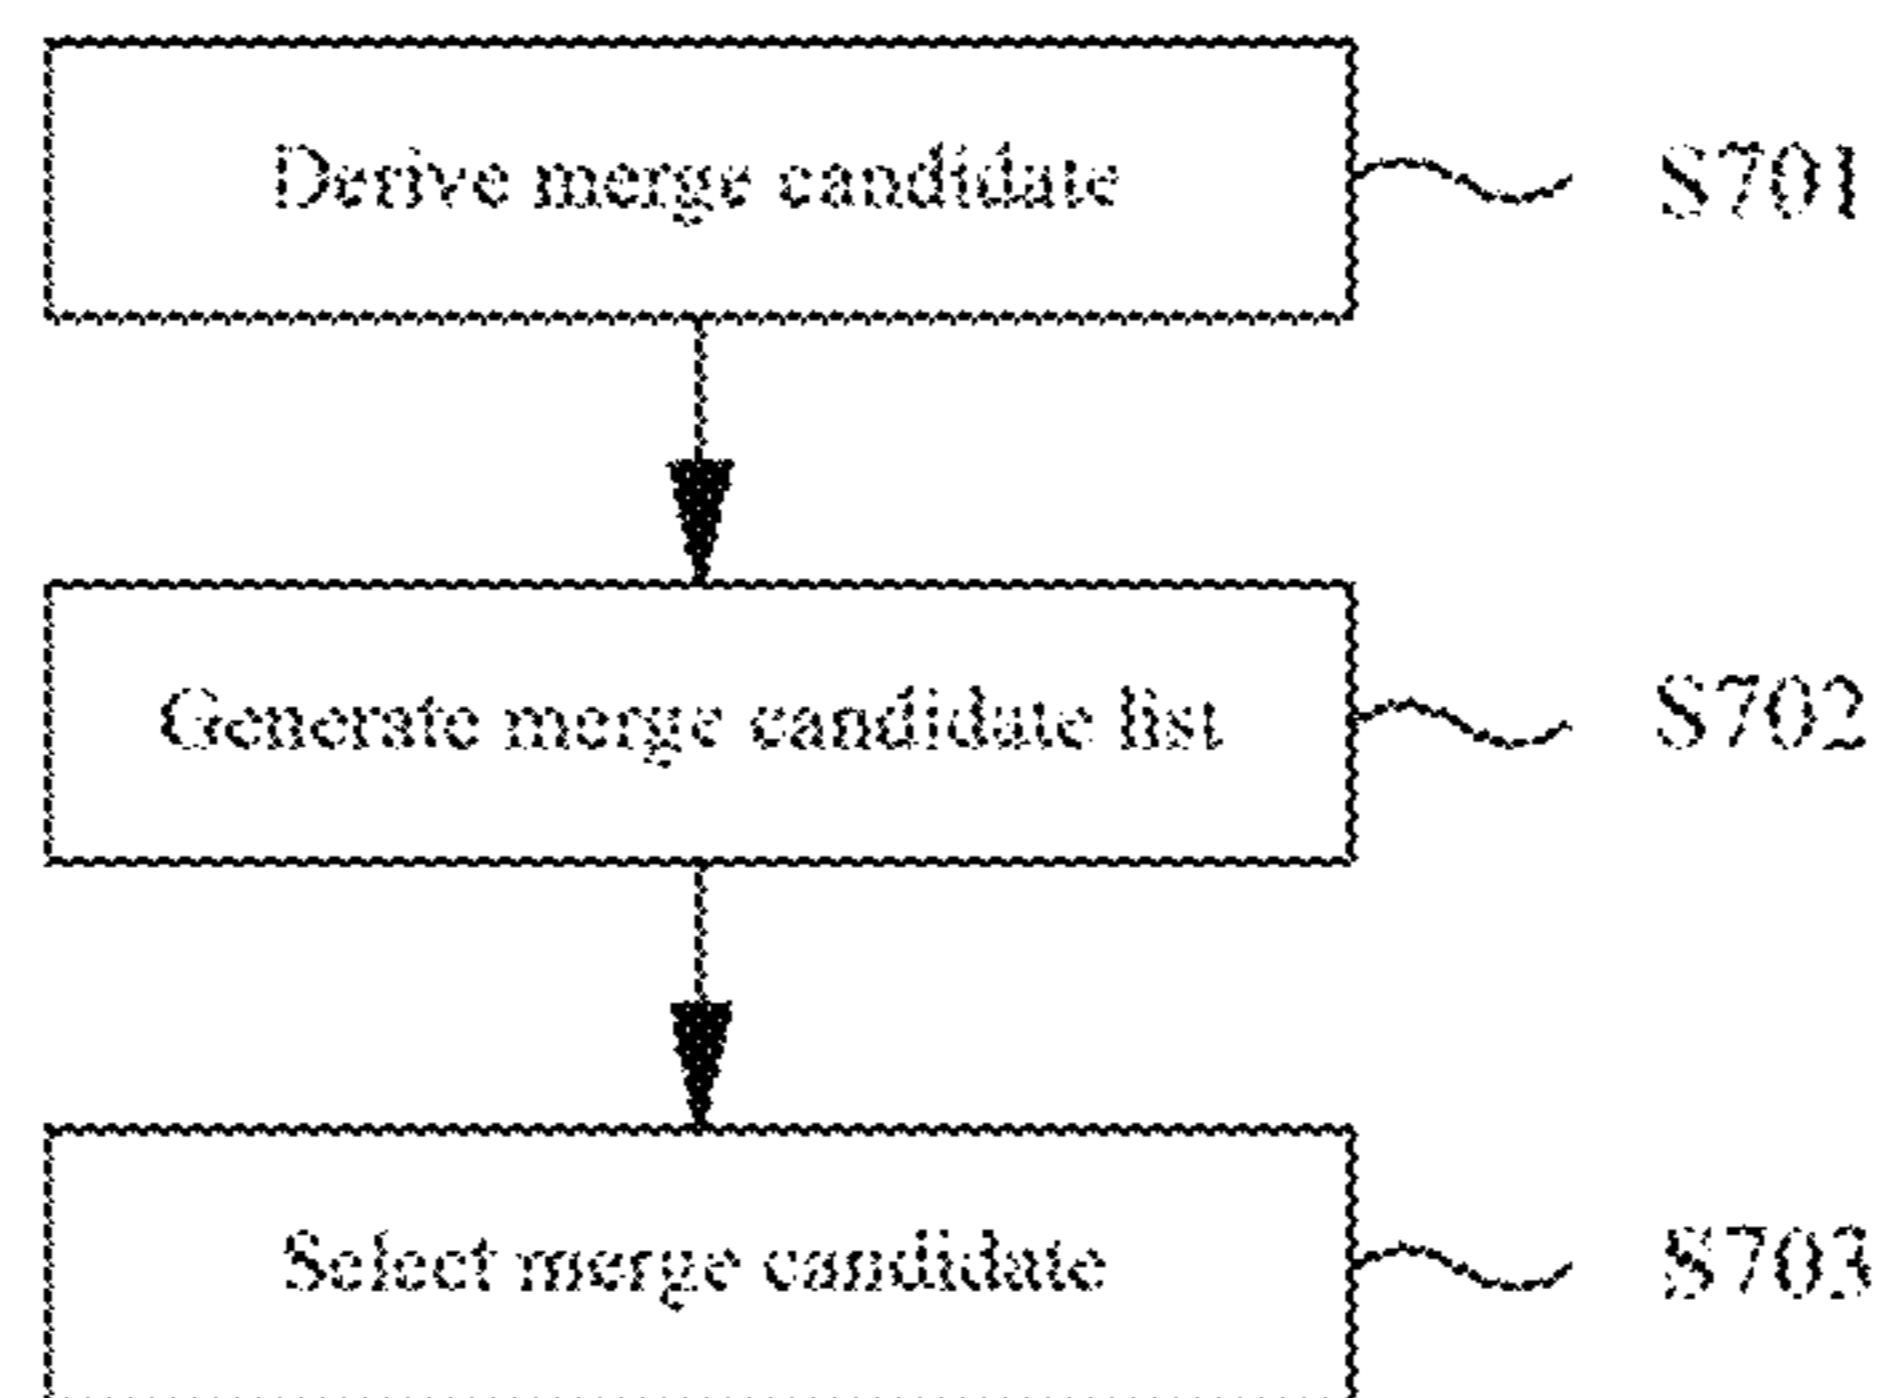 Derive merge candidate
S701
Generate merge candidate list
S702
Select merge candidate
S703